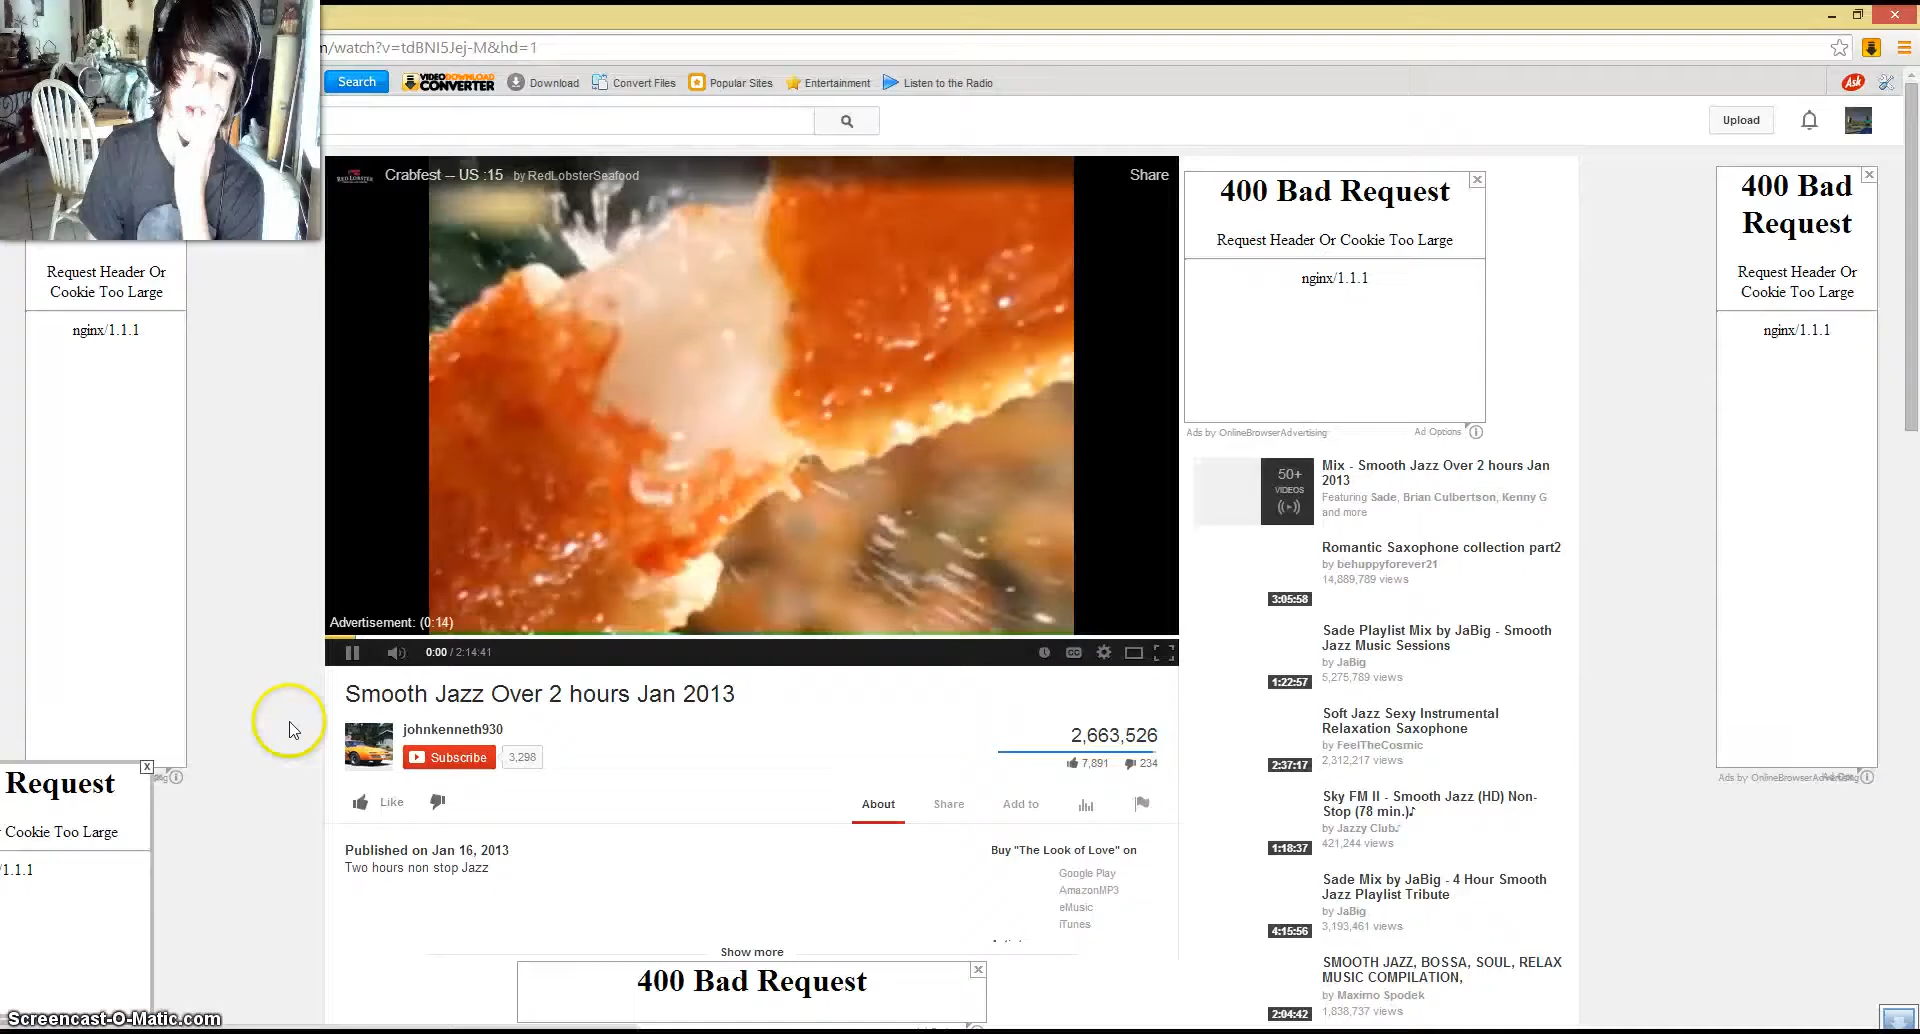 m/watch?v=tdBNI5Jej-M&hd=1
Search
VIDEO DOWNLOAD CONVERTER
Download
Convert Files
Popular Sites
Entertainment
Listen to the Radio
Ask
Upload
RED LOBSTER
Crabfest -- US :15 by RedLobsterSeafood
Share
Advertisement: (0:14)
0:00 / 2:14:41
CC
Smooth Jazz Over 2 hours Jan 2013
johnkenneth930
Subscribe
3,298
2,663,526
7,891 234
Like
About
Share
Add to
Published on Jan 16, 2013
Two hours non stop Jazz
Buy "The Look of Love" on
Google Play
AmazonMP3
eMusic
iTunes
Show more
400 Bad Request
400 Bad Request
Request Header Or Cookie Too Large
nginx/1.1.1
Ads by OnlineBrowserAdvertising
Ad Options
50+
VIDEOS
Mix - Smooth Jazz Over 2 hours Jan
2013
Featuring Sade, Brian Culbertson, Kenny G
and more
Romantic Saxophone collection part2
by behuppyforever21
14,889,789 views
3:05:58
Sade Playlist Mix by JaBig - Smooth
Jazz Music Sessions
by JaBig
5,275,789 views
1:22:57
Soft Jazz Sexy Instrumental
Relaxation Saxophone
by FeelTheCosmic
2,312,217 views
2:37:17
Sky FM II - Smooth Jazz (HD) Non-
Stop (78 min.)♪
by Jazzy Club♪
421,244 views
1:18:37
Sade Mix by JaBig - 4 Hour Smooth
Jazz Playlist Tribute
by JaBig
3,193,461 views
4:15:56
SMOOTH JAZZ, BOSSA, SOUL, RELAX
MUSIC COMPILATION,
by Maximo Spodek
1,838,737 views
2:04:42
400 Bad
Request
Request Header Or
Cookie Too Large
nginx/1.1.1
Ads by OnlineBrowserAdvertising
Request Header Or
Cookie Too Large
nginx/1.1.1
Request
r Cookie Too Large
/1.1.1
Screencast-O-Matic.com